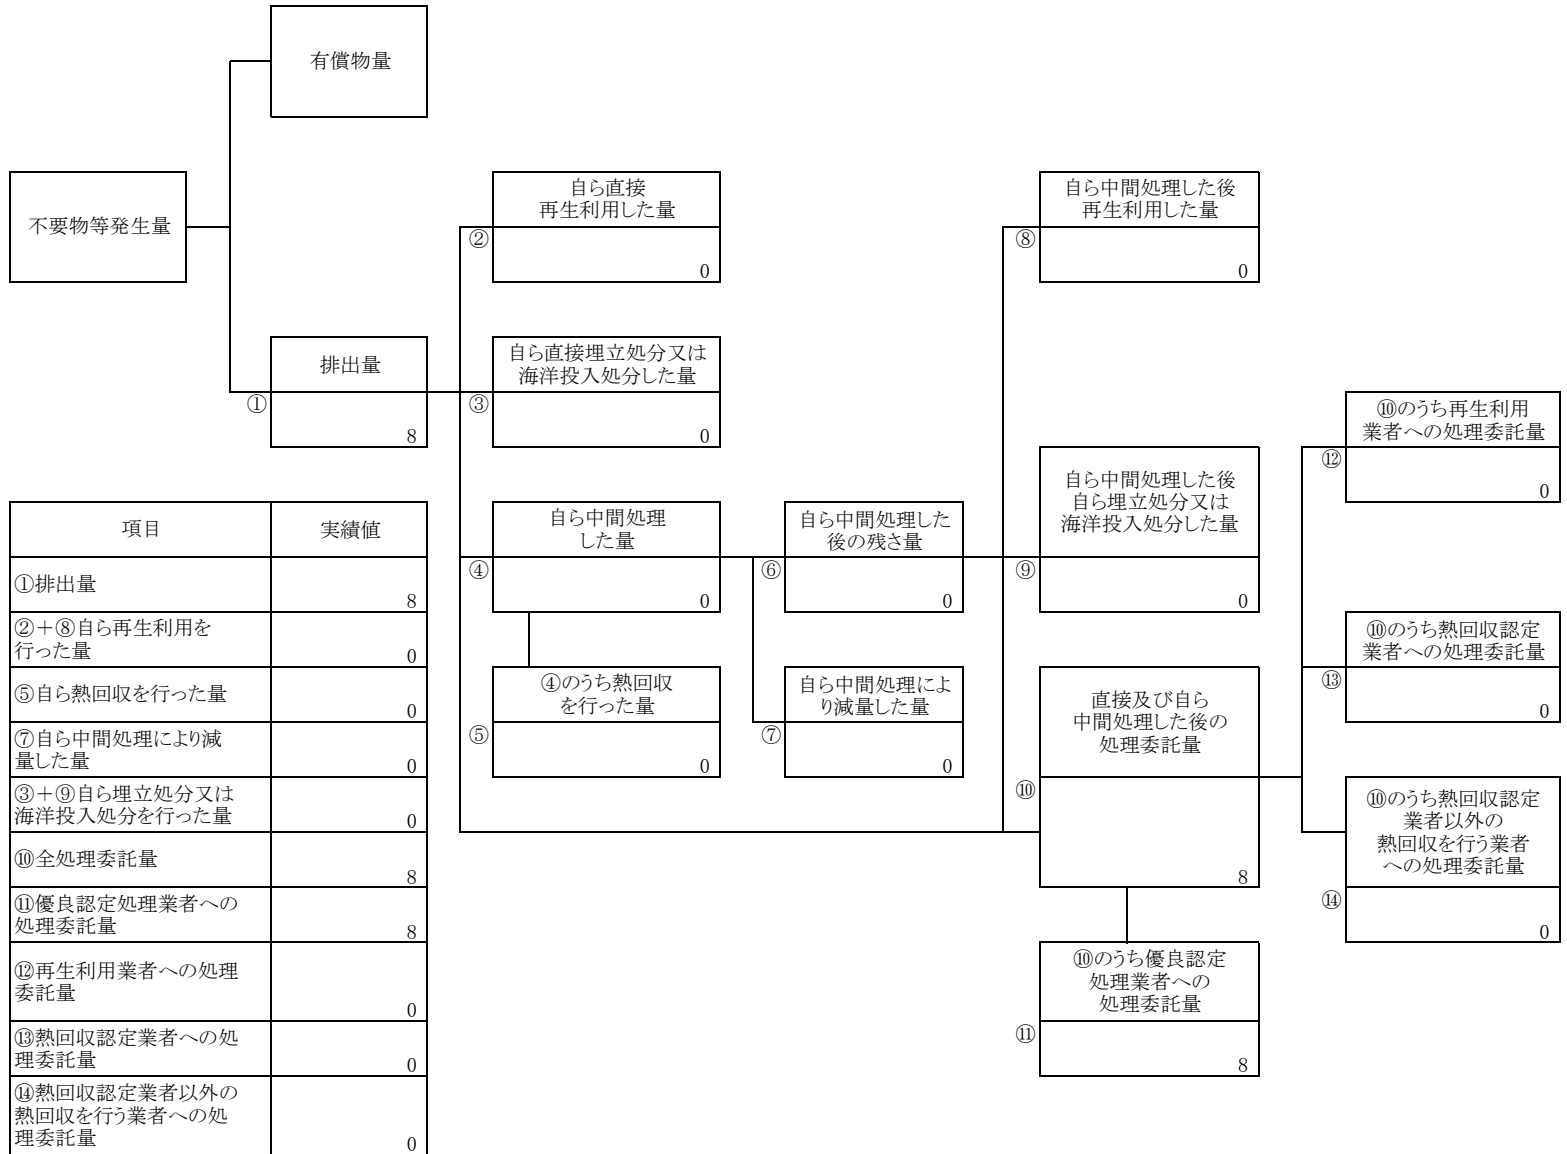 有償物量
不要物等発生量
自ら直接
再生利用した量
②
0
自ら中間処理した後
再生利用した量
⑧
0
排出量
①
8
自ら直接埋立処分又は
海洋投入処分した量
③
0
⑩のうち再生利用
業者への処理委託量
⑫
0
自ら中間処理した後
自ら埋立処分又は
海洋投入処分した量
⑨
0
自ら中間処理
した量
④
0
自ら中間処理した
後の残さ量
⑥
0
⑩のうち熱回収認定
業者への処理委託量
⑬
0
④のうち熱回収
を行った量
⑤
0
自ら中間処理によ
り減量した量
⑦
0
直接及び自ら
中間処理した後の
処理委託量
⑩
8
⑩のうち熱回収認定
業者以外の
熱回収を行う業者
への処理委託量
⑭
0
⑩のうち優良認定
処理業者への
処理委託量
⑪
8
項目 実績値
①排出量
8
②＋⑧自ら再生利用を
行った量 0
⑤自ら熱回収を行った量
0
⑦自ら中間処理により減
量した量 0
③＋⑨自ら埋立処分又は
海洋投入処分を行った量 0
⑩全処理委託量
8
⑪優良認定処理業者への
処理委託量 8
⑫再生利用業者への処理
委託量
0
⑬熱回収認定業者への処
理委託量 0
⑭熱回収認定業者以外の
熱回収を行う業者への処
理委託量 0